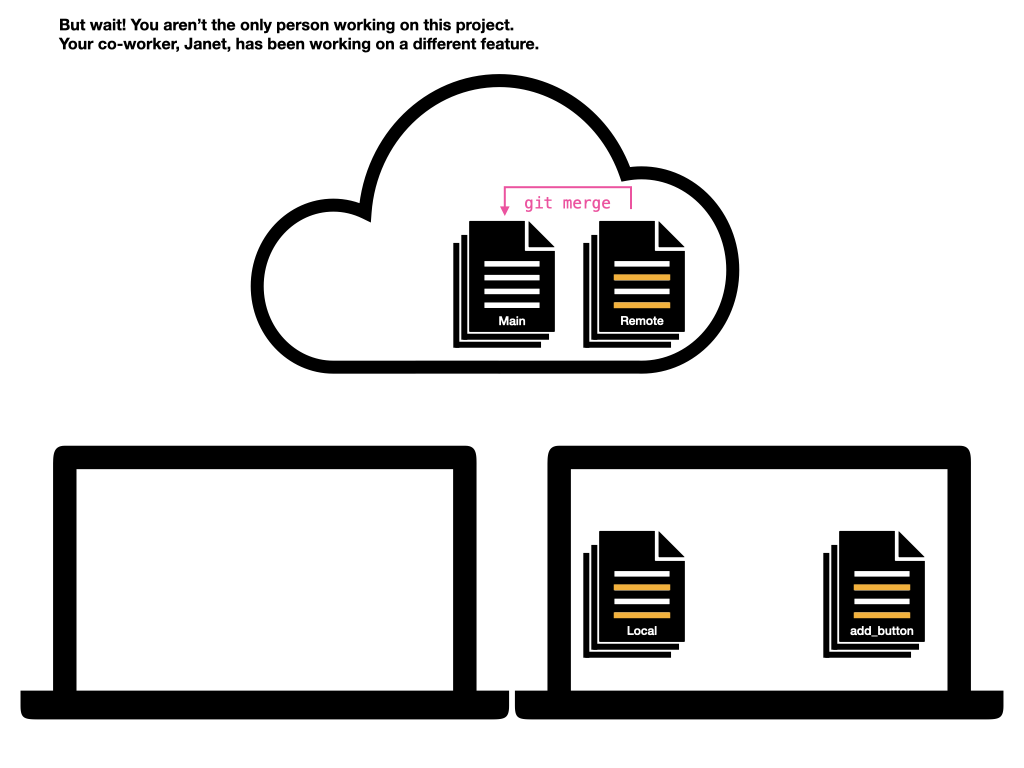 But wait! You aren’t the only person working on this project.
Your co-worker, Janet, has been working on a different feature.
git merge
Main
Remote
Local
add_button